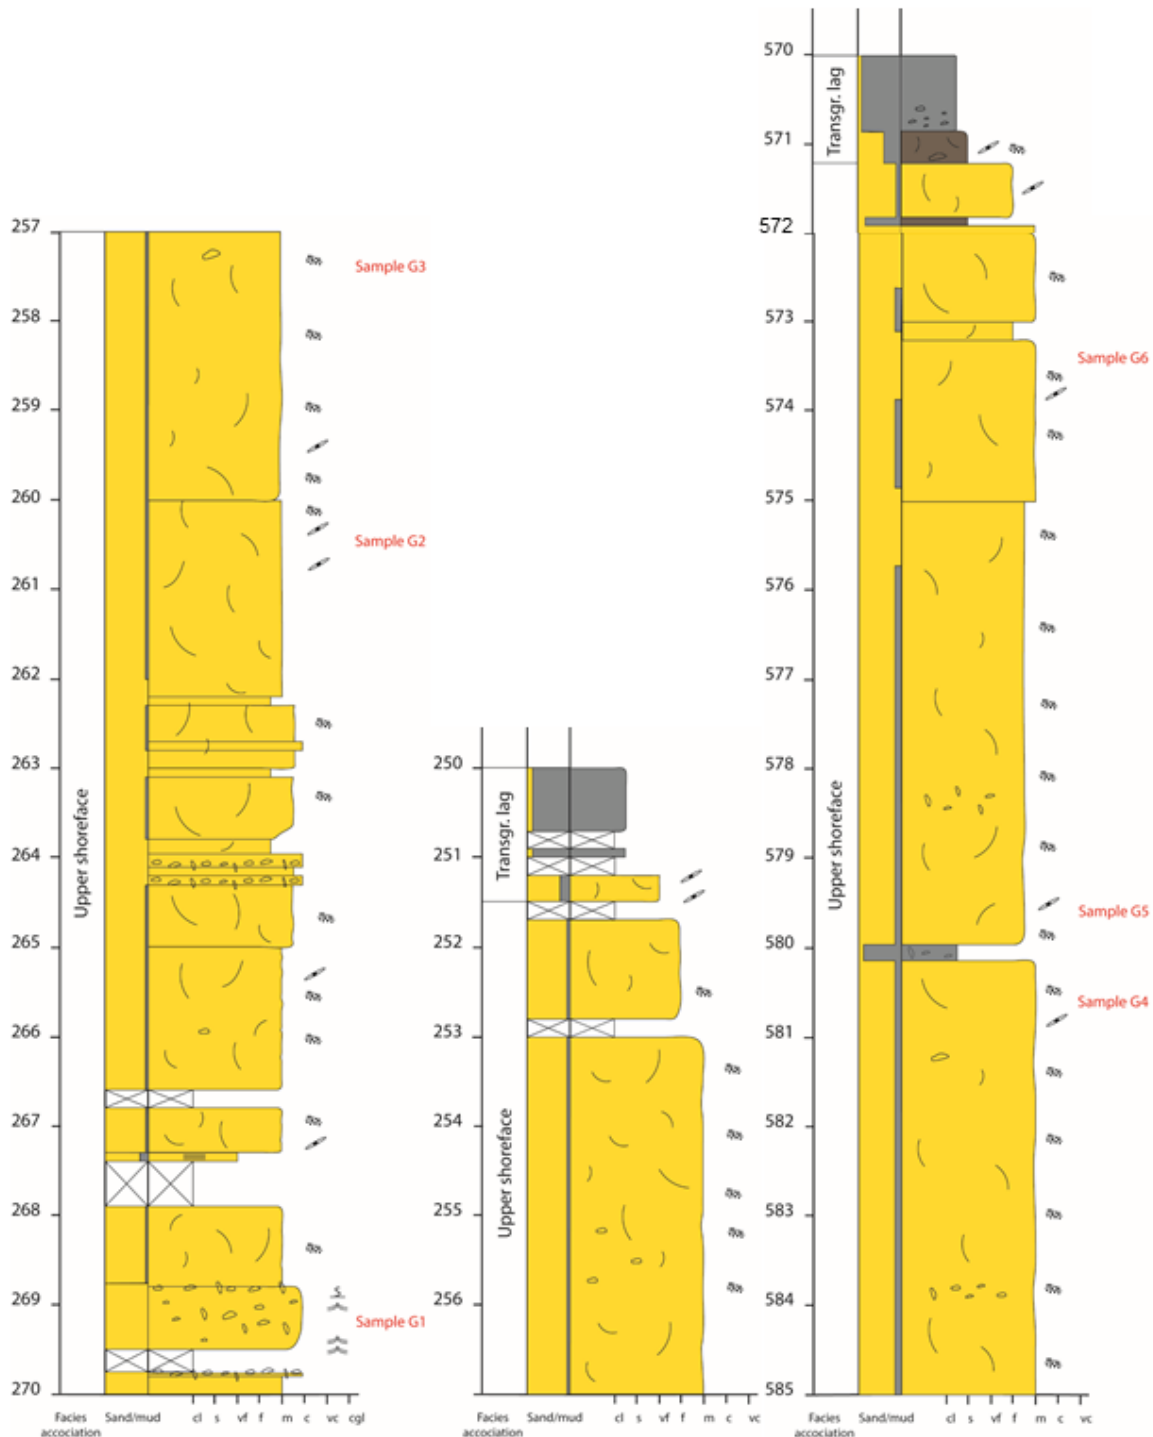 257
258
259
260
261
262
263
264
265
266
267
268
269
270
Upper shoreface
Sample G3
Sample G2
Sample G1
Facies
accociation
Sand/mud
cl s vf f m c vc cgl
250
251
252
253
254
255
256
Transgr. lag
Upper shoreface
Facies
accociation
Sand/mud
cl s vf f m c vc
570
571
572
573
574
575
576
577
578
579
580
581
582
583
584
585
Transgr. lag
Upper shoreface
Sample G6
Sample G5
Sample G4
Facies
accociation
Sand/mud
cl s vf f m c vc